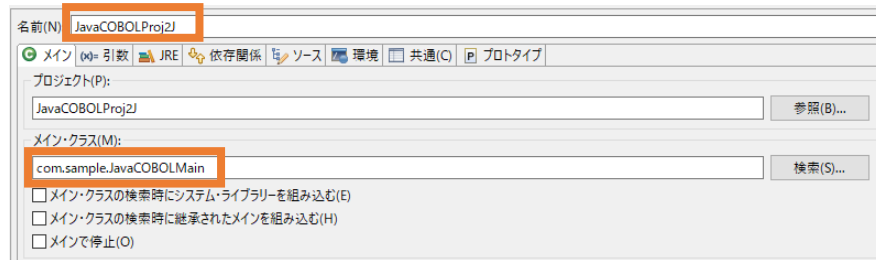 名前(N) JavaCOBOLProj2J
メイン (x)= 引数 JRE 依存関係 ソース 環境 共通(C) P プロトタイプ
プロジェクト(P):
JavaCOBOLProj2J 参照(B)...
メイン・クラス(M):
com.sample.JavaCOBOLMain 検索(S)...
メイン・クラスの検索時にシステム・ライブラリーを組み込む(E)
メイン・クラスの検索時に継承されたメインを組み込む(H)
メインで停止(O)